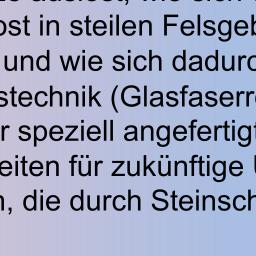 ost in steilen Felsgeb
und wie sich dadurc
stechnik (Glasfaserr
r speziell angefertigt
eiten für zukünftige
n, die durch Steinsch